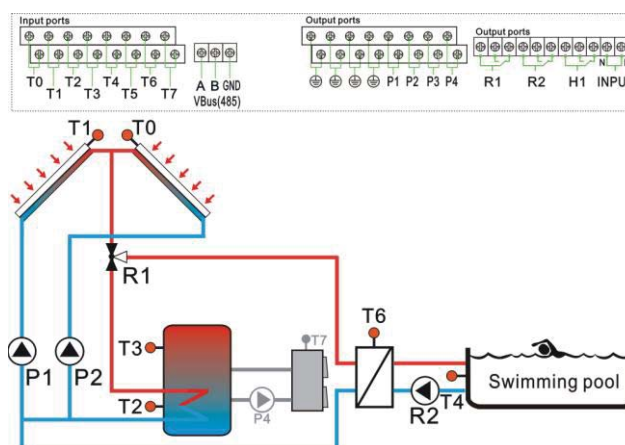 Input ports
T0 T2 T4 T6
T1 T3 T5 T7
A B GND
VBus(485)
Output ports
P1 P2 P3 P4
Output ports
R1 R2 H1 INPU
N
T1 T0
R1
T6
T3
T7
P1 P2
T2
P4
R2
T4
Swimming pool